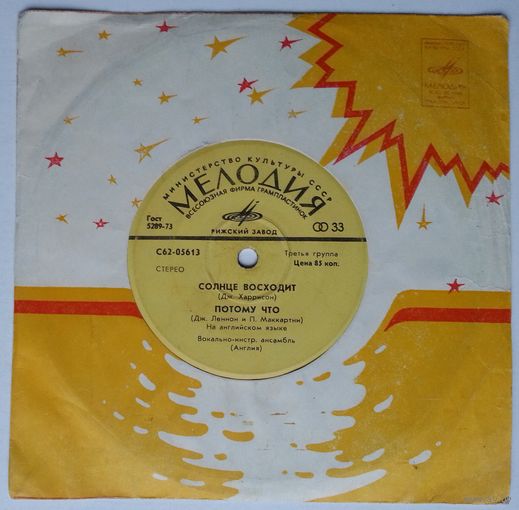 МЕЛОДИЯ
МИНИСТЕРСТВО КУЛЬТУРЫ СССР
МЕЛОДИЯ
ВСЕСОЮЗНАЯ ФИРМА ГРАМПЛАСТИНОК
Гост
5289-73
33
РИЖСКИЙ ЗАВОД
С62-05613
Третья группа
СТЕРЕО
Цена 85 коп.
СОЛНЦЕ ВОСХОДИТ
(Дж. Харрисон)
ПОТОМУ ЧТО
(Дж. Леннон и П. Маккартни)
На английском языке
Вокально-инстр. ансамбль
(Англия)